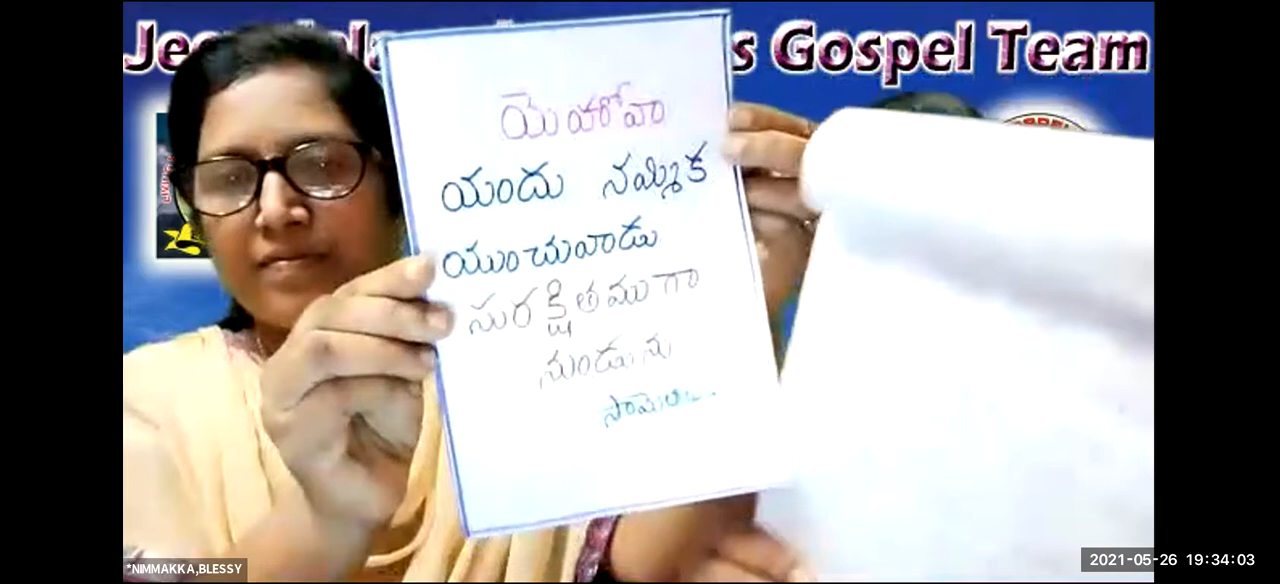 s Gospel Team
యెహోవా
యందు నమ్మిక
యుంచువాడు
సురక్షితముగా
నుండును
సామె
*NIMMAKKA,BLESSY
2021-05-26 19:34:03